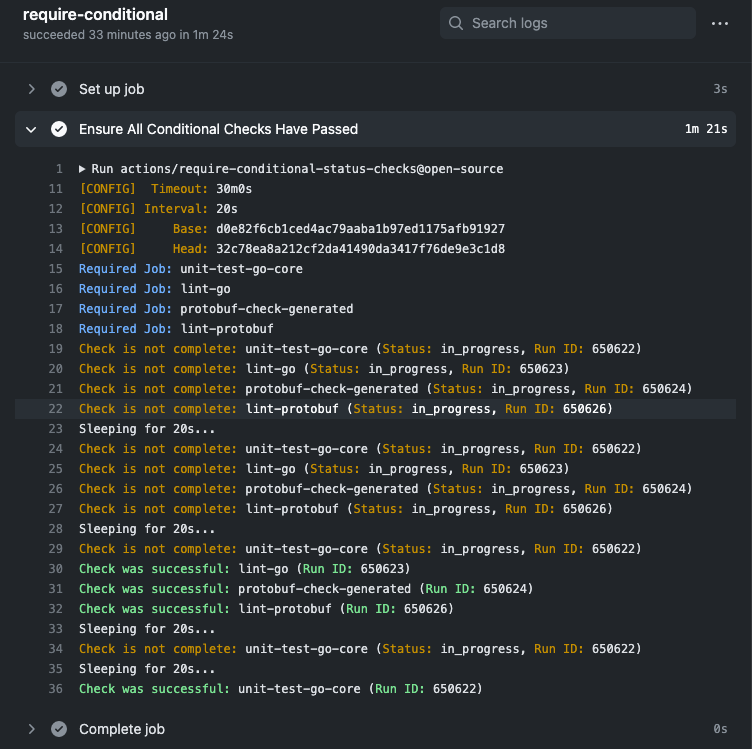 require-conditional
succeeded 33 minutes ago in 1m 24s
Search logs
Set up job 3s
Ensure All Conditional Checks Have Passed 1m 21s
1 Run actions/require-conditional-status-checks@open-source
11 [CONFIG] Timeout: 30m0s
12 [CONFIG] Interval: 20s
13 [CONFIG] Base: d0e82f6cb1ced4ac79aaba1b97ed1175afb91927
14 [CONFIG] Head: 32c78ea8a212cf2da41490da3417f76de9e3c1d8
15 Required Job: unit-test-go-core
16 Required Job: lint-go
17 Required Job: protobuf-check-generated
18 Required Job: lint-protobuf
19 Check is not complete: unit-test-go-core (Status: in_progress, Run ID: 650622)
20 Check is not complete: lint-go (Status: in_progress, Run ID: 650623)
21 Check is not complete: protobuf-check-generated (Status: in_progress, Run ID: 650624)
22 Check is not complete: lint-protobuf (Status: in_progress, Run ID: 650626)
23 Sleeping for 20s...
24 Check is not complete: unit-test-go-core (Status: in_progress, Run ID: 650622)
25 Check is not complete: lint-go (Status: in_progress, Run ID: 650623)
26 Check is not complete: protobuf-check-generated (Status: in_progress, Run ID: 650624)
27 Check is not complete: lint-protobuf (Status: in_progress, Run ID: 650626)
28 Sleeping for 20s...
29 Check is not complete: unit-test-go-core (Status: in_progress, Run ID: 650622)
30 Check was successful: lint-go (Run ID: 650623)
31 Check was successful: protobuf-check-generated (Run ID: 650624)
32 Check was successful: lint-protobuf (Run ID: 650626)
33 Sleeping for 20s...
34 Check is not complete: unit-test-go-core (Status: in_progress, Run ID: 650622)
35 Sleeping for 20s...
36 Check was successful: unit-test-go-core (Run ID: 650622)
Complete job 0s